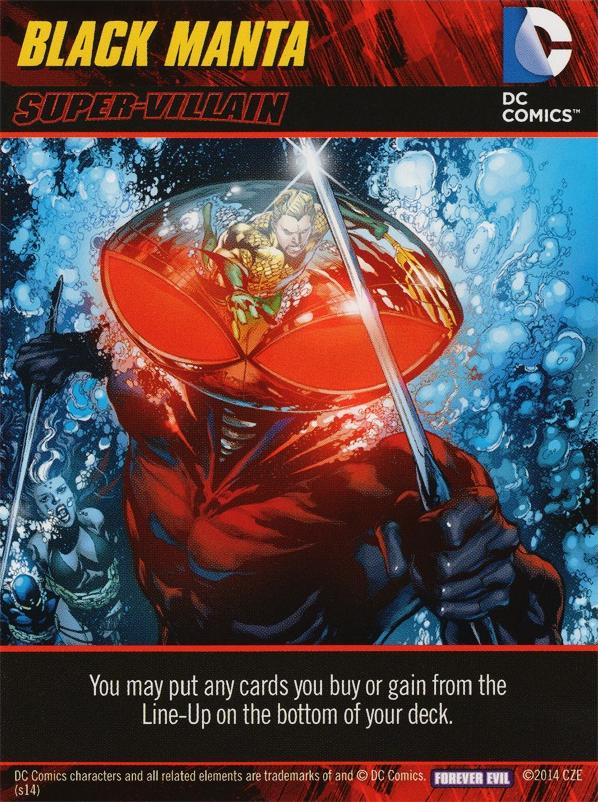 BLACK MANTA
SUPER-VILLAIN
DC
COMICS™
You may put any cards you buy or gain from the
Line-Up on the bottom of your deck.
DC Comics characters and all related elements are trademarks of and © DC Comics. FOREVER EVIL ©2014 CZE
(s14)